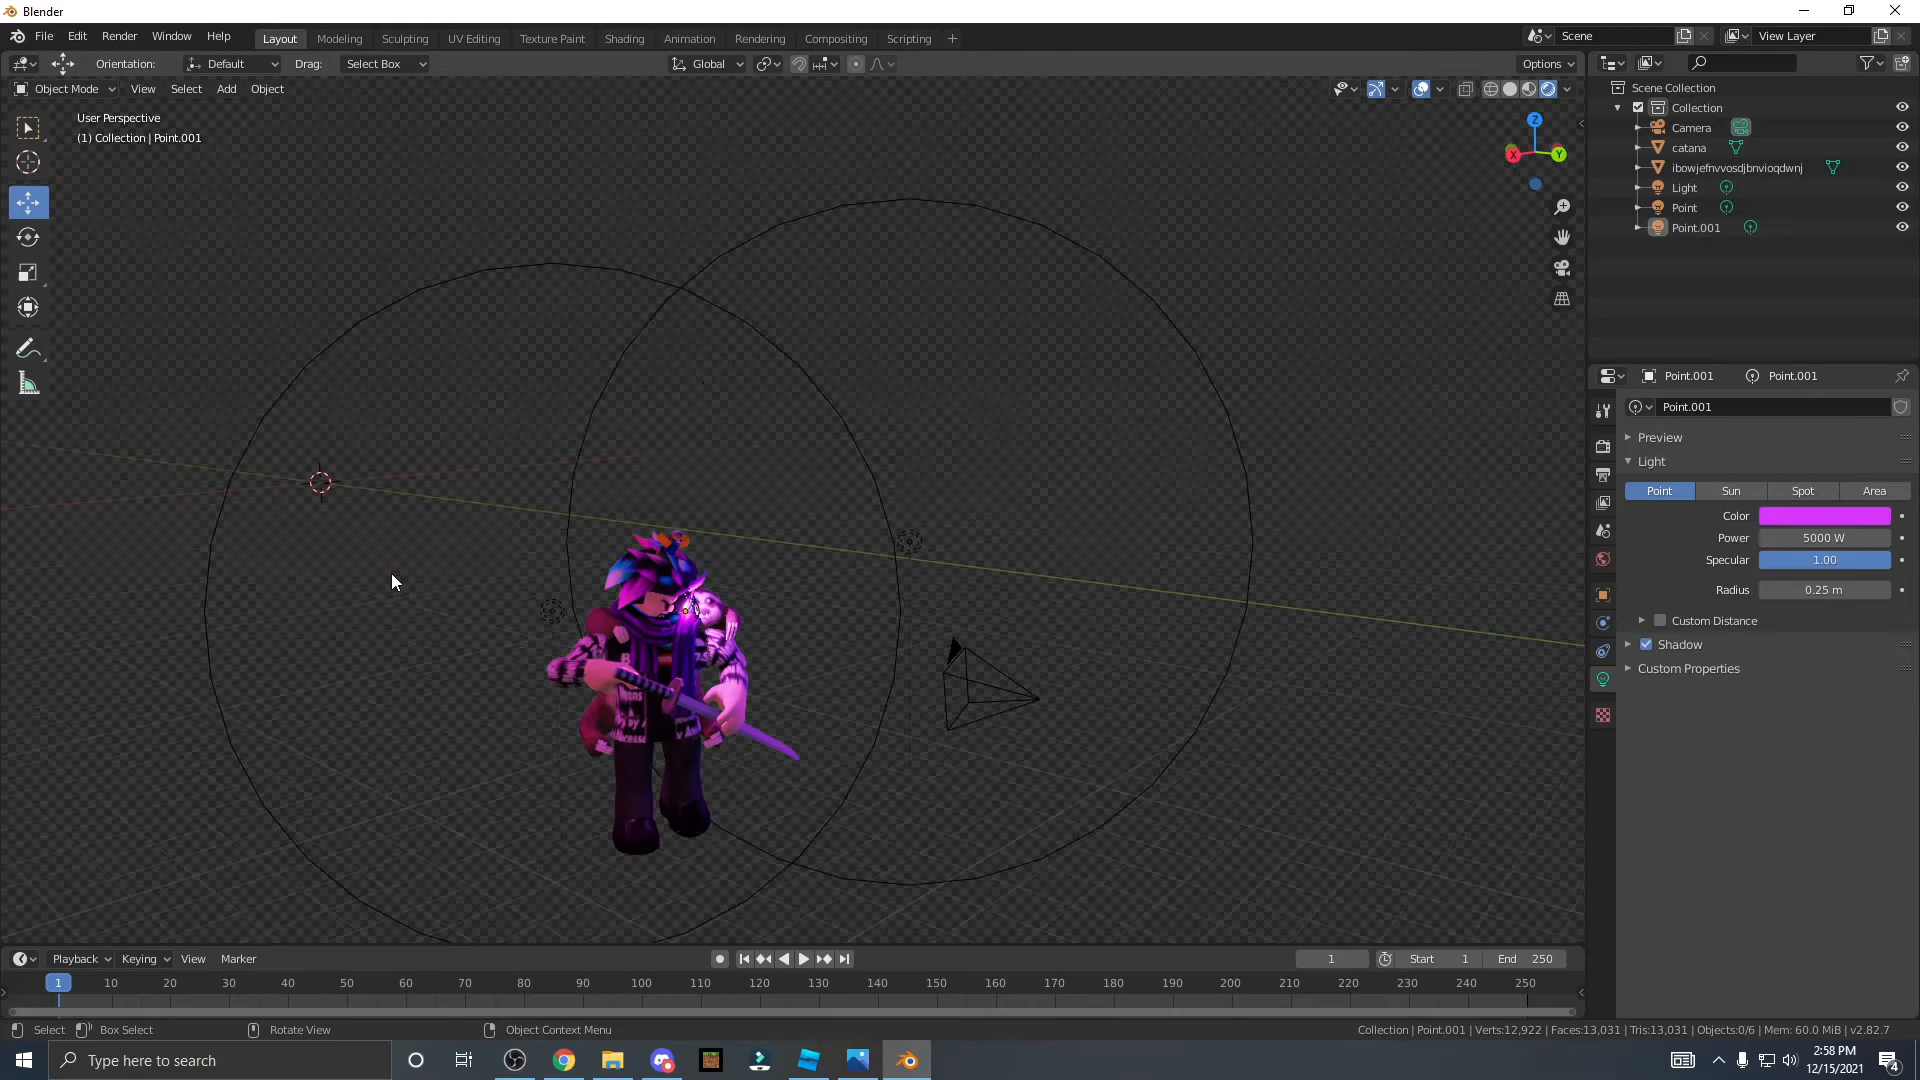 Blender
File Edit Render Window Help
Layout Modeling Sculpting UV Editing Texture Paint Shading Animation Rendering Compositing Scripting +
Scene View Layer
Orientation: Default Drag: Select Box Global Options
Object Mode View Select Add Object
User Perspective
(1) Collection | Point.001
Z
X Y
Scene Collection
Collection
Camera
catana
ibowjefnvvosdjbnvioqdwnj
Light
Point
Point.001
Point.001 Point.001
Point.001
Preview
Light
Point Sun Spot Area
Color
Power 5000 W
Specular 1.00
Radius 0.25 m
Custom Distance
Shadow
Custom Properties
Playback Keying View Marker
1 Start 1 End 250
1 10 20 30 40 50 60 70 80 90 100 110 120 130 140 150 160 170 180 190 200 210 220 230 240 250
Select Box Select Rotate View Object Context Menu
Collection | Point.001 | Verts:12,922 | Faces:13,031 | Tris:13,031 | Objects:0/6 | Mem: 60.0 MiB | v2.82.7
Type here to search
2:58 PM
12/15/2021
4